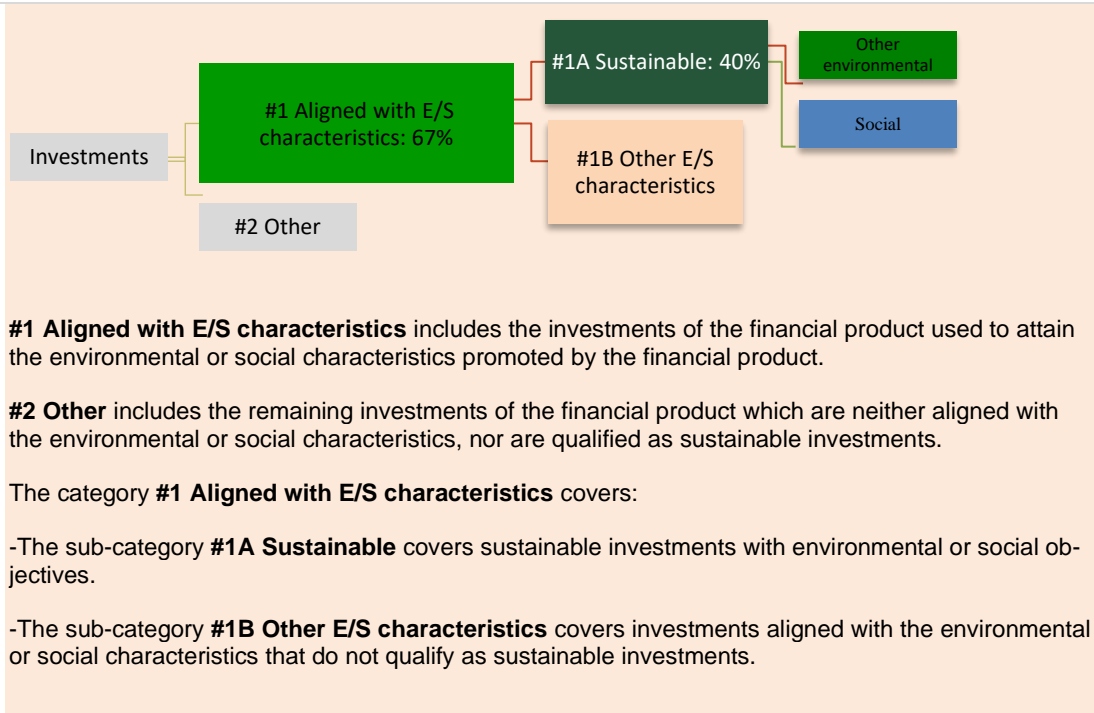 Investments
#1 Aligned with E/S
characteristics: 67%
#2 Other
#1A Sustainable: 40%
#1B Other E/S
characteristics
Other
environmental
Social
#1 Aligned with E/S characteristics includes the investments of the financial product used to attain
the environmental or social characteristics promoted by the financial product.
#2 Other includes the remaining investments of the financial product which are neither aligned with
the environmental or social characteristics, nor are qualified as sustainable investments.
The category #1 Aligned with E/S characteristics covers:
-The sub-category #1A Sustainable covers sustainable investments with environmental or social ob-
jectives.
-The sub-category #1B Other E/S characteristics covers investments aligned with the environmental
or social characteristics that do not qualify as sustainable investments.